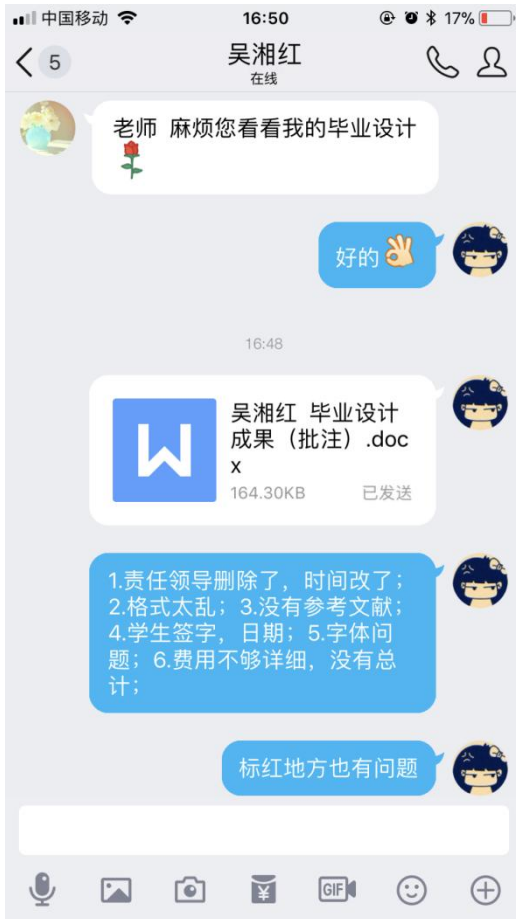 中国移动 16:50 17%
5 吴湘红
在线
老师 麻烦您看看我的毕业设计
好的
16:48
吴湘红 毕业设计
成果（批注）.doc
x
164.30KB 已发送
1.责任领导删除了，时间改了；
2.格式太乱；3.没有参考文献；
4.学生签字，日期；5.字体问
题；6.费用不够详细，没有总
计；
标红地方也有问题
GIF